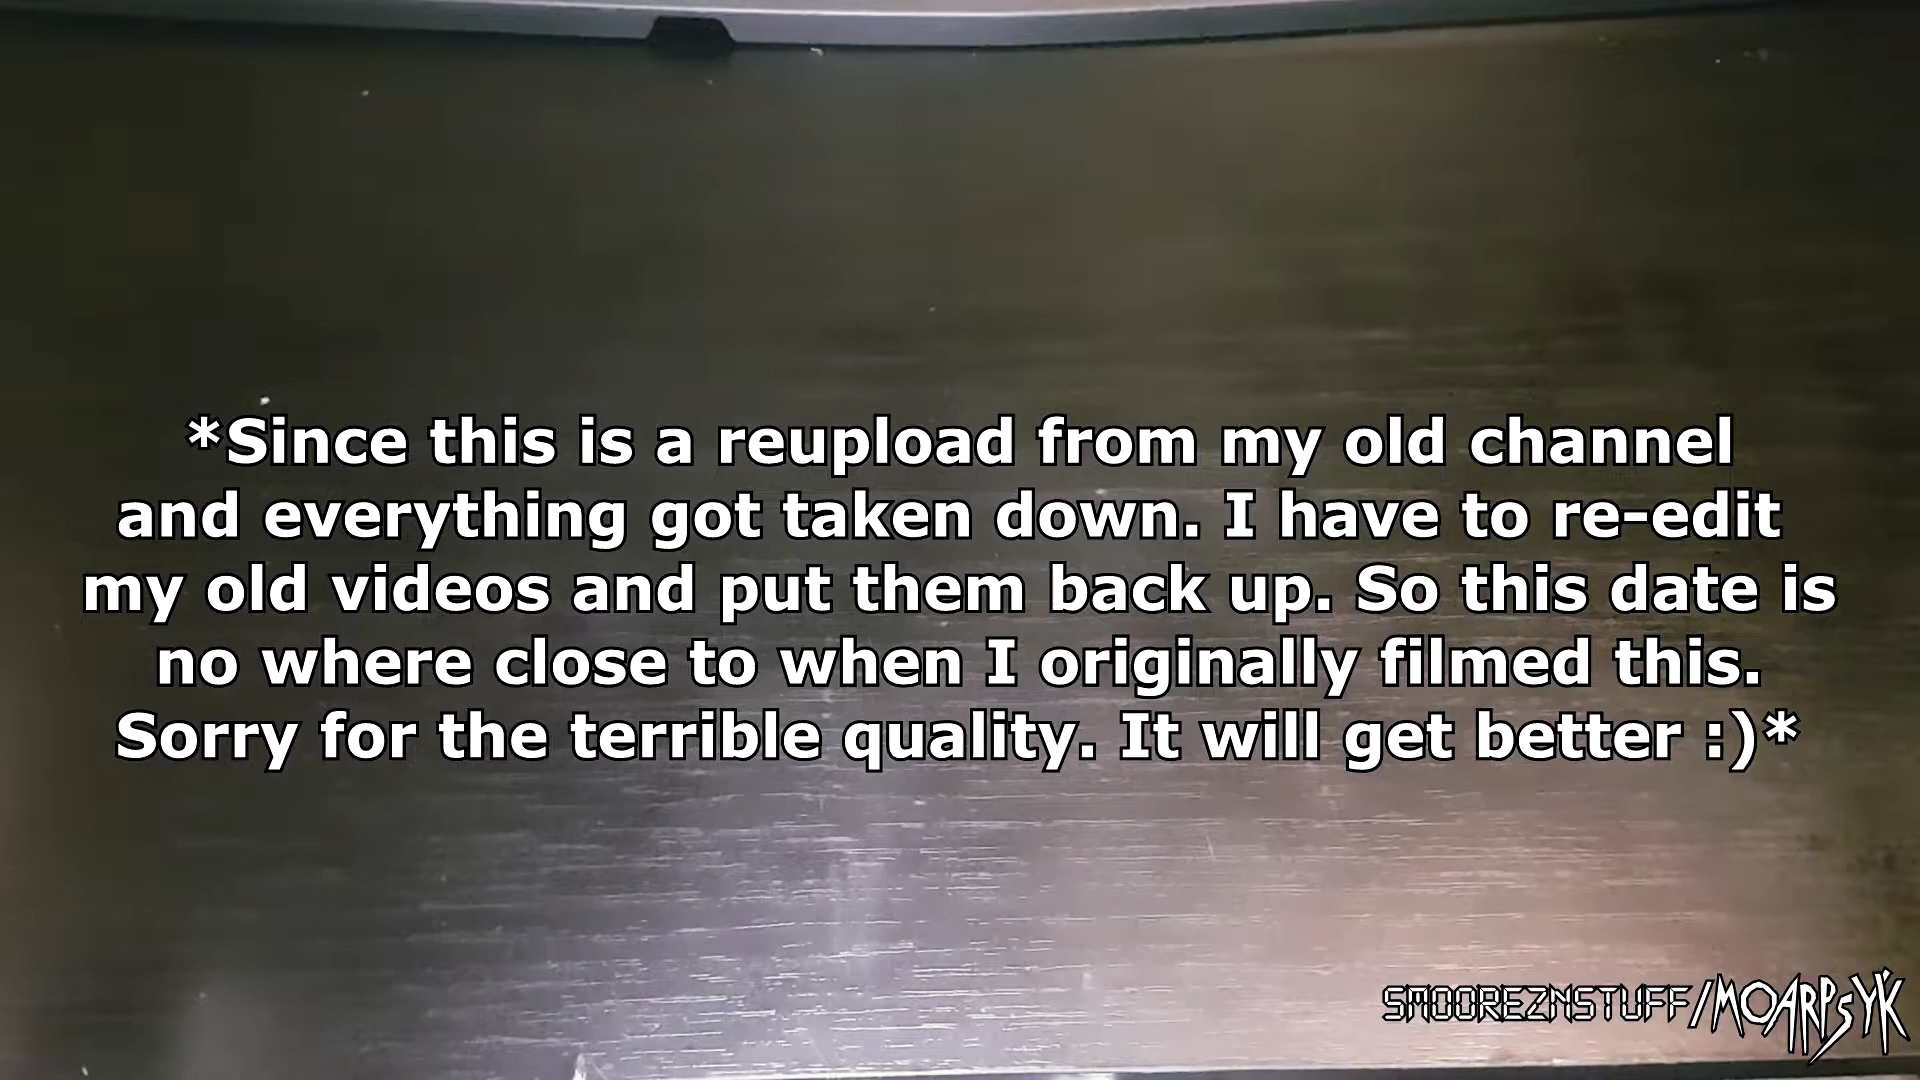 *Since this is a reupload from my old channel
and everything got taken down. I have to re-edit
my old videos and put them back up. So this date is
no where close to when I originally filmed this.
Sorry for the terrible quality. It will get better :)*
SMOOREZNSTUFF/MOARPSYK